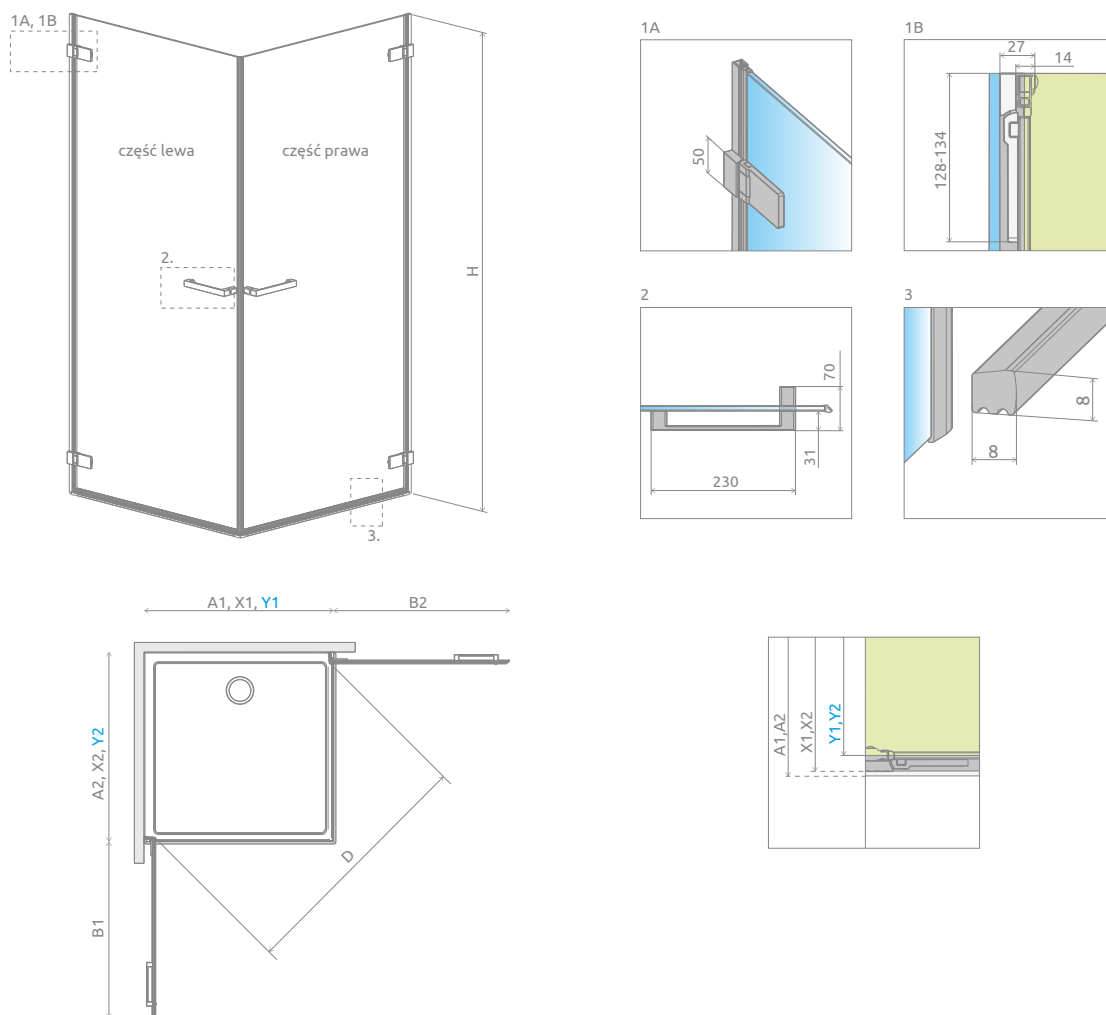 1A, 1B
część lewa
część prawa
2.
H
3.
1A
50
1B
27
14
128-134
2
70
31
230
3
8
8
A1, X1, Y1
B2
A2, X2, Y2
B1
D
A1,A2
X1,X2
Y1,Y2